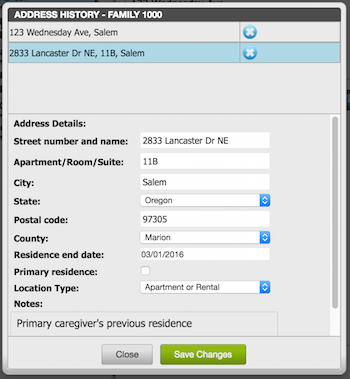 ADDRESS HISTORY - FAMILY 1000
123 Wednesday Ave, Salem
2833 Lancaster Dr NE, 11B, Salem
Address Details:
Street number and name: 2833 Lancaster Dr NE
Apartment/Room/Suite: 11B
City: Salem
State: Oregon
Postal code: 97305
County: Marion
Residence end date: 03/01/2016
Primary residence:
Location Type: Apartment or Rental
Notes:
Primary caregiver's previous residence
Close Save Changes